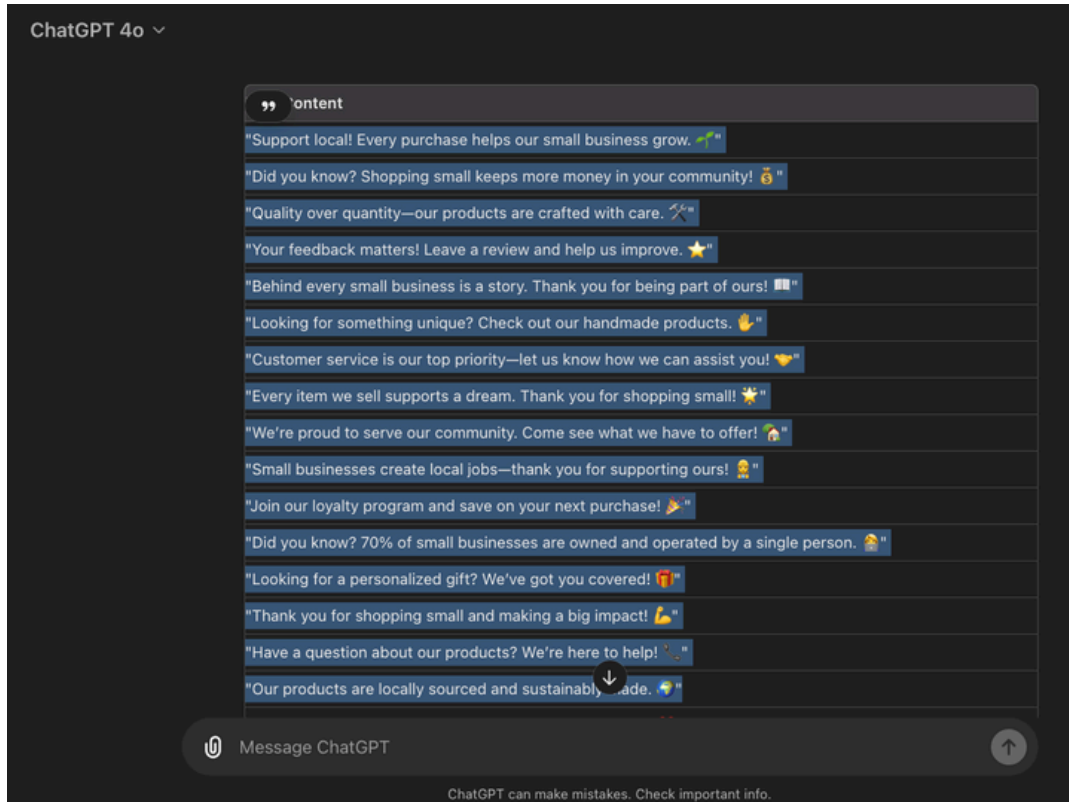 ChatGPT 4o
ontent
"Support local! Every purchase helps our small business grow. 🌱"
"Did you know? Shopping small keeps more money in your community! 💰"
"Quality over quantity—our products are crafted with care. 🛠️"
"Your feedback matters! Leave a review and help us improve. ⭐"
"Behind every small business is a story. Thank you for being part of ours! 📖"
"Looking for something unique? Check out our handmade products. ✋"
"Customer service is our top priority—let us know how we can assist you! 🤝"
"Every item we sell supports a dream. Thank you for shopping small! 🌟"
"We’re proud to serve our community. Come see what we have to offer! 🏡"
"Small businesses create local jobs—thank you for supporting ours! 👷"
"Join our loyalty program and save on your next purchase! 🎉"
"Did you know? 70% of small businesses are owned and operated by a single person. "
"Looking for a personalized gift? We’ve got you covered! 🎁"
"Thank you for shopping small and making a big impact! 💪"
"Have a question about our products? We’re here to help! 📞"
"Our products are locally sourced and sustainably ade. 🌍"
Message ChatGPT
ChatGPT can make mistakes. Check important info.